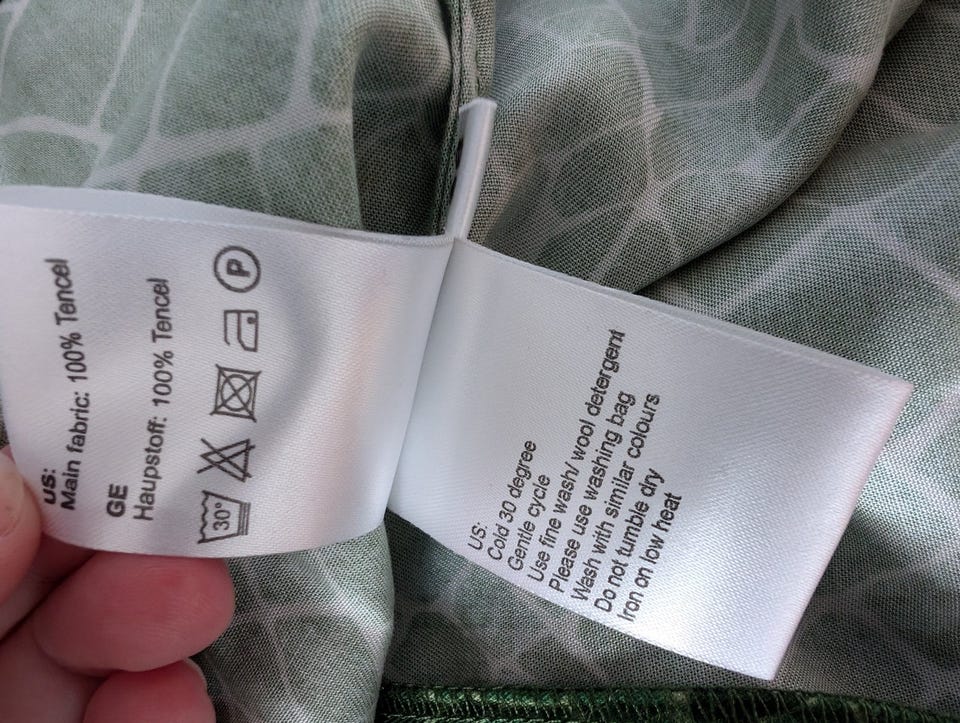 US:
Main fabric: 100% Tencel
GE
Haupstoff: 100% Tencel
30°
P
US:
Cold 30 degree
Gentle cycle
Use fine wash/ wool detergent
Please use washing bag
Wash with similar colours
Do not tumble dry
Iron on low heat